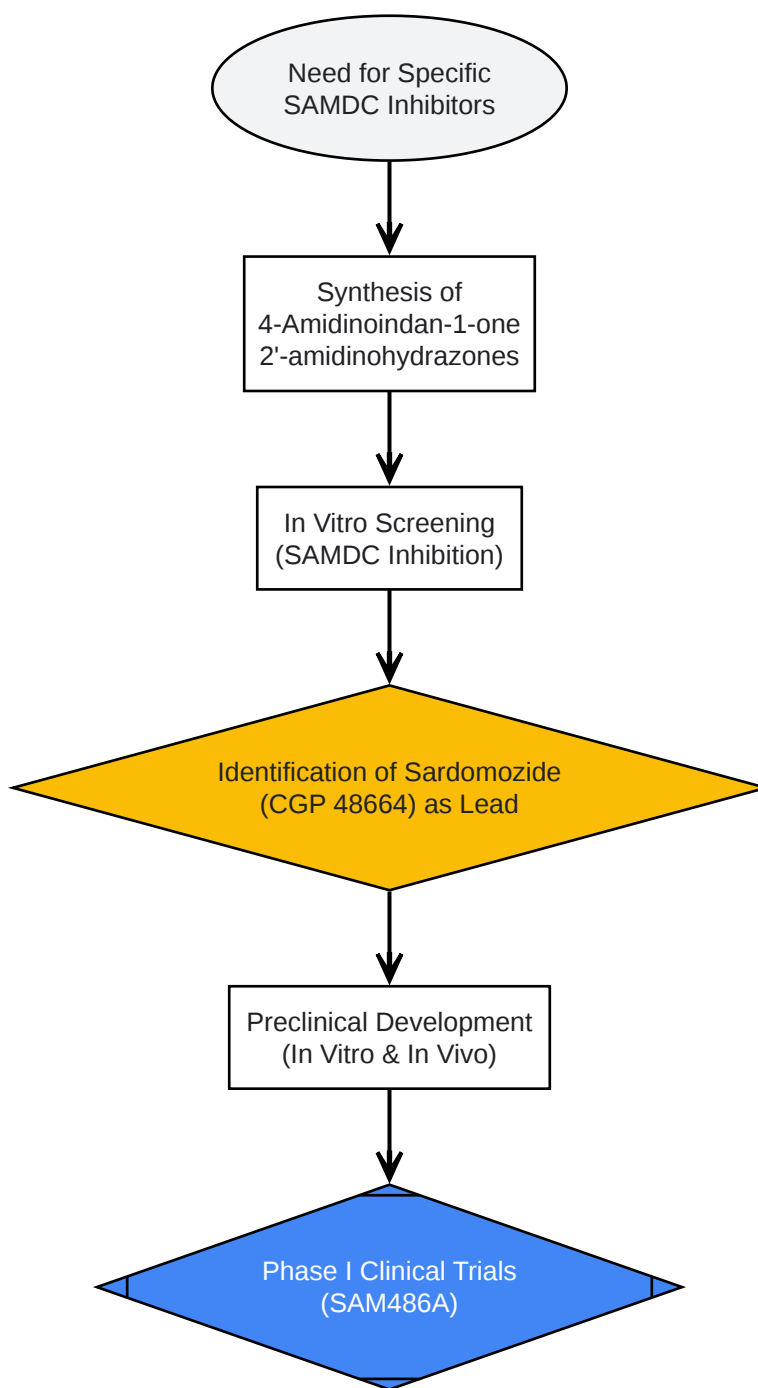 Need for Specific
SAMDC Inhibitors
Synthesis of
4-Amidinoindan-1-one
2'-amidinohydrazones
In Vitro Screening
(SAMDC Inhibition)
Identification of Sardomozide
(CGP 48664) as Lead
Preclinical Development
(In Vitro & In Vivo)
Phase I Clinical Trials
(SAM486A)